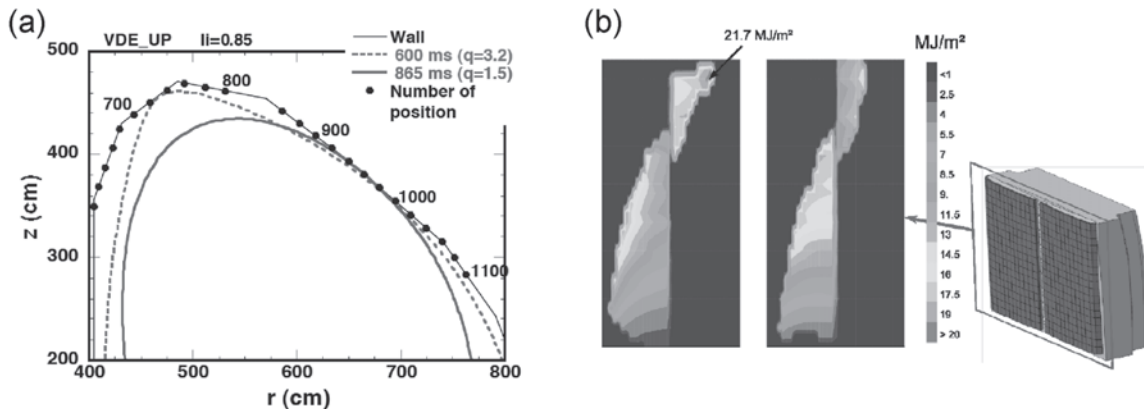 (a)
VDE_UP li=0.85
Wall
600 ms (q=3.2)
865 ms (q=1.5)
Number of
position
500
400
300
200
z (cm)
400 500 600 700 800
r (cm)
700
800
900
1000
1100
(b)
21.7 MJ/m²
MJ/m²
<1
2.5
4
5.5
7
8.5
9.
11.5
13
14.5
16
17.5
19
> 20